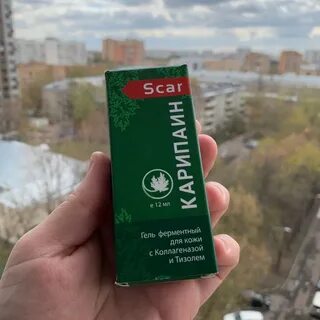 Scar
КАРИПАИН
e 12 мл
Гель ферментный
для кожи
с Коллагеназой
и Тизолем